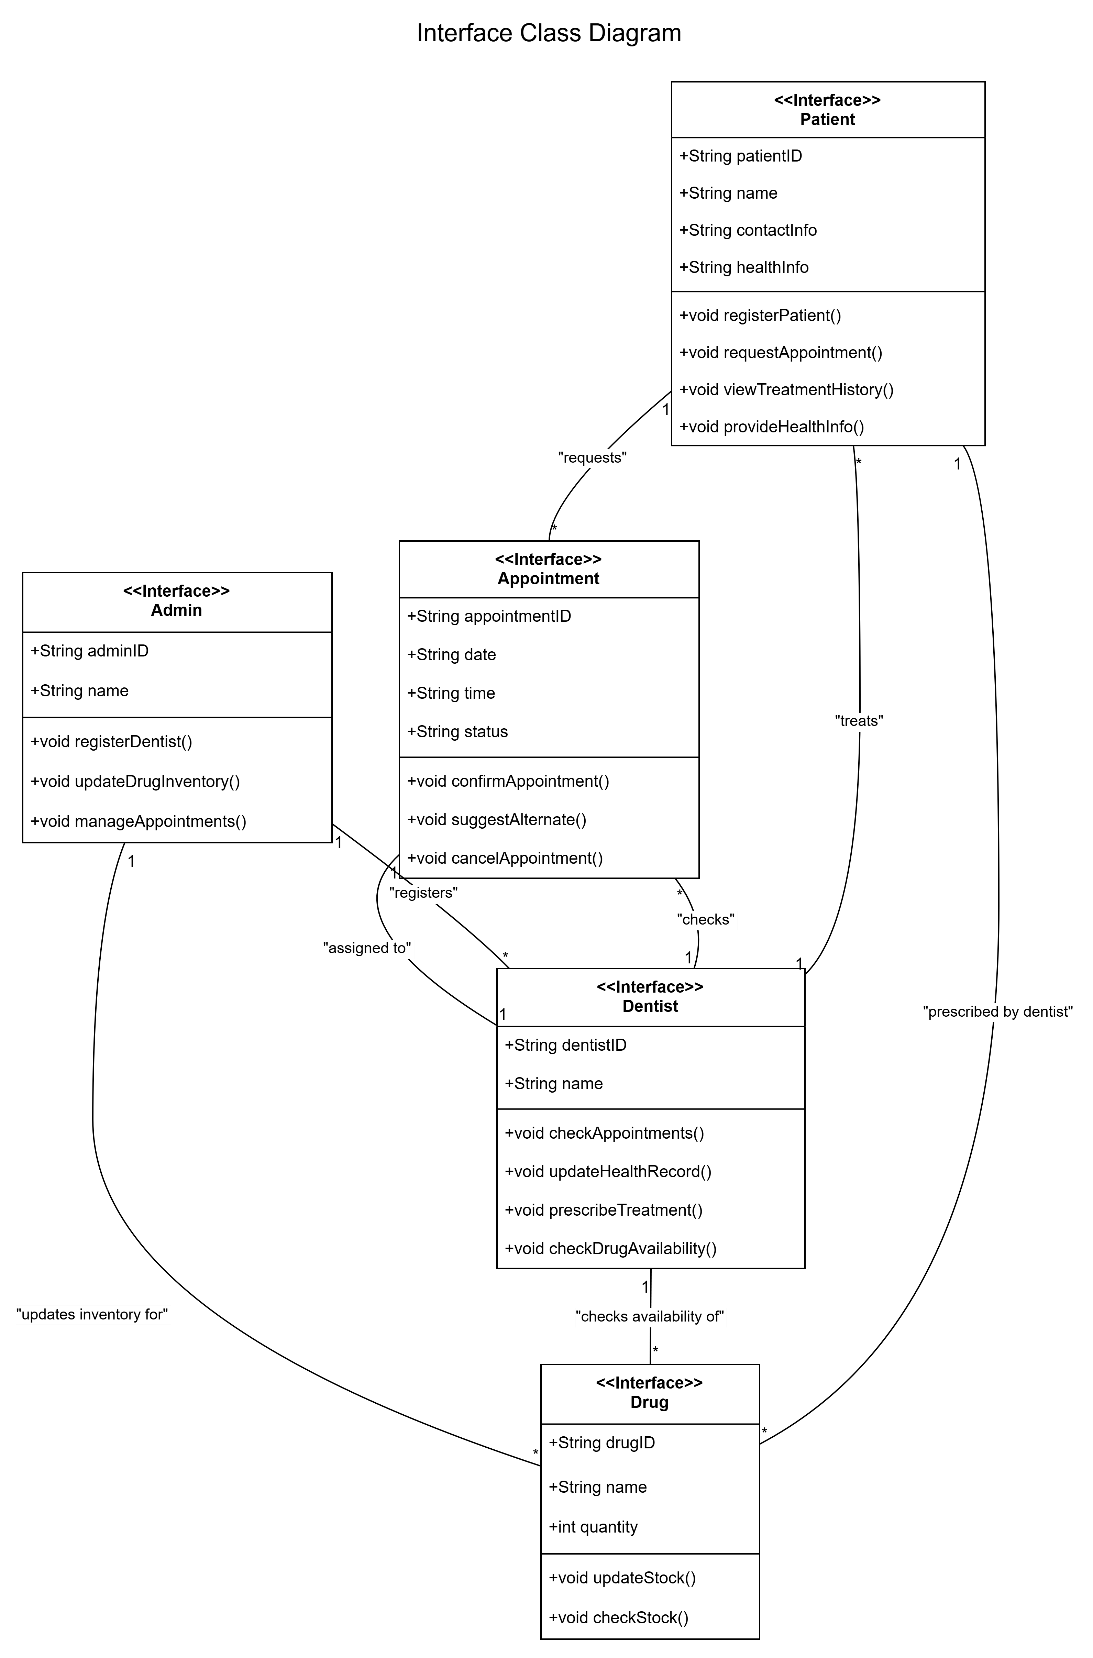 Interface Class Diagram
<<Interface>>
Patient
+String patientID
+String name
+String contactInfo
+String healthInfo
+void registerPatient()
+void requestAppointment()
+void viewTreatmentHistory()
+void provideHealthInfo()
1
"requests"
*
*
1
<<Interface>>
Appointment
+String appointmentID
+String date
+String time
+String status
+void confirmAppointment()
+void suggestAlternate()
+void cancelAppointment()
<<Interface>>
Admin
+String adminID
+String name
+void registerDentist()
+void updateDrugInventory()
+void manageAppointments()
"treats"
1
1
1
"registers"
*
"checks"
"assigned to"
*
1
1
<<Interface>>
Dentist
1
+String dentistID
+String name
+void checkAppointments()
+void updateHealthRecord()
+void prescribeTreatment()
+void checkDrugAvailability()
"prescribed by dentist"
1
"updates inventory for"
"checks availability of"
*
<<Interface>>
Drug
*
*
+String drugID
+String name
+int quantity
+void updateStock()
+void checkStock()